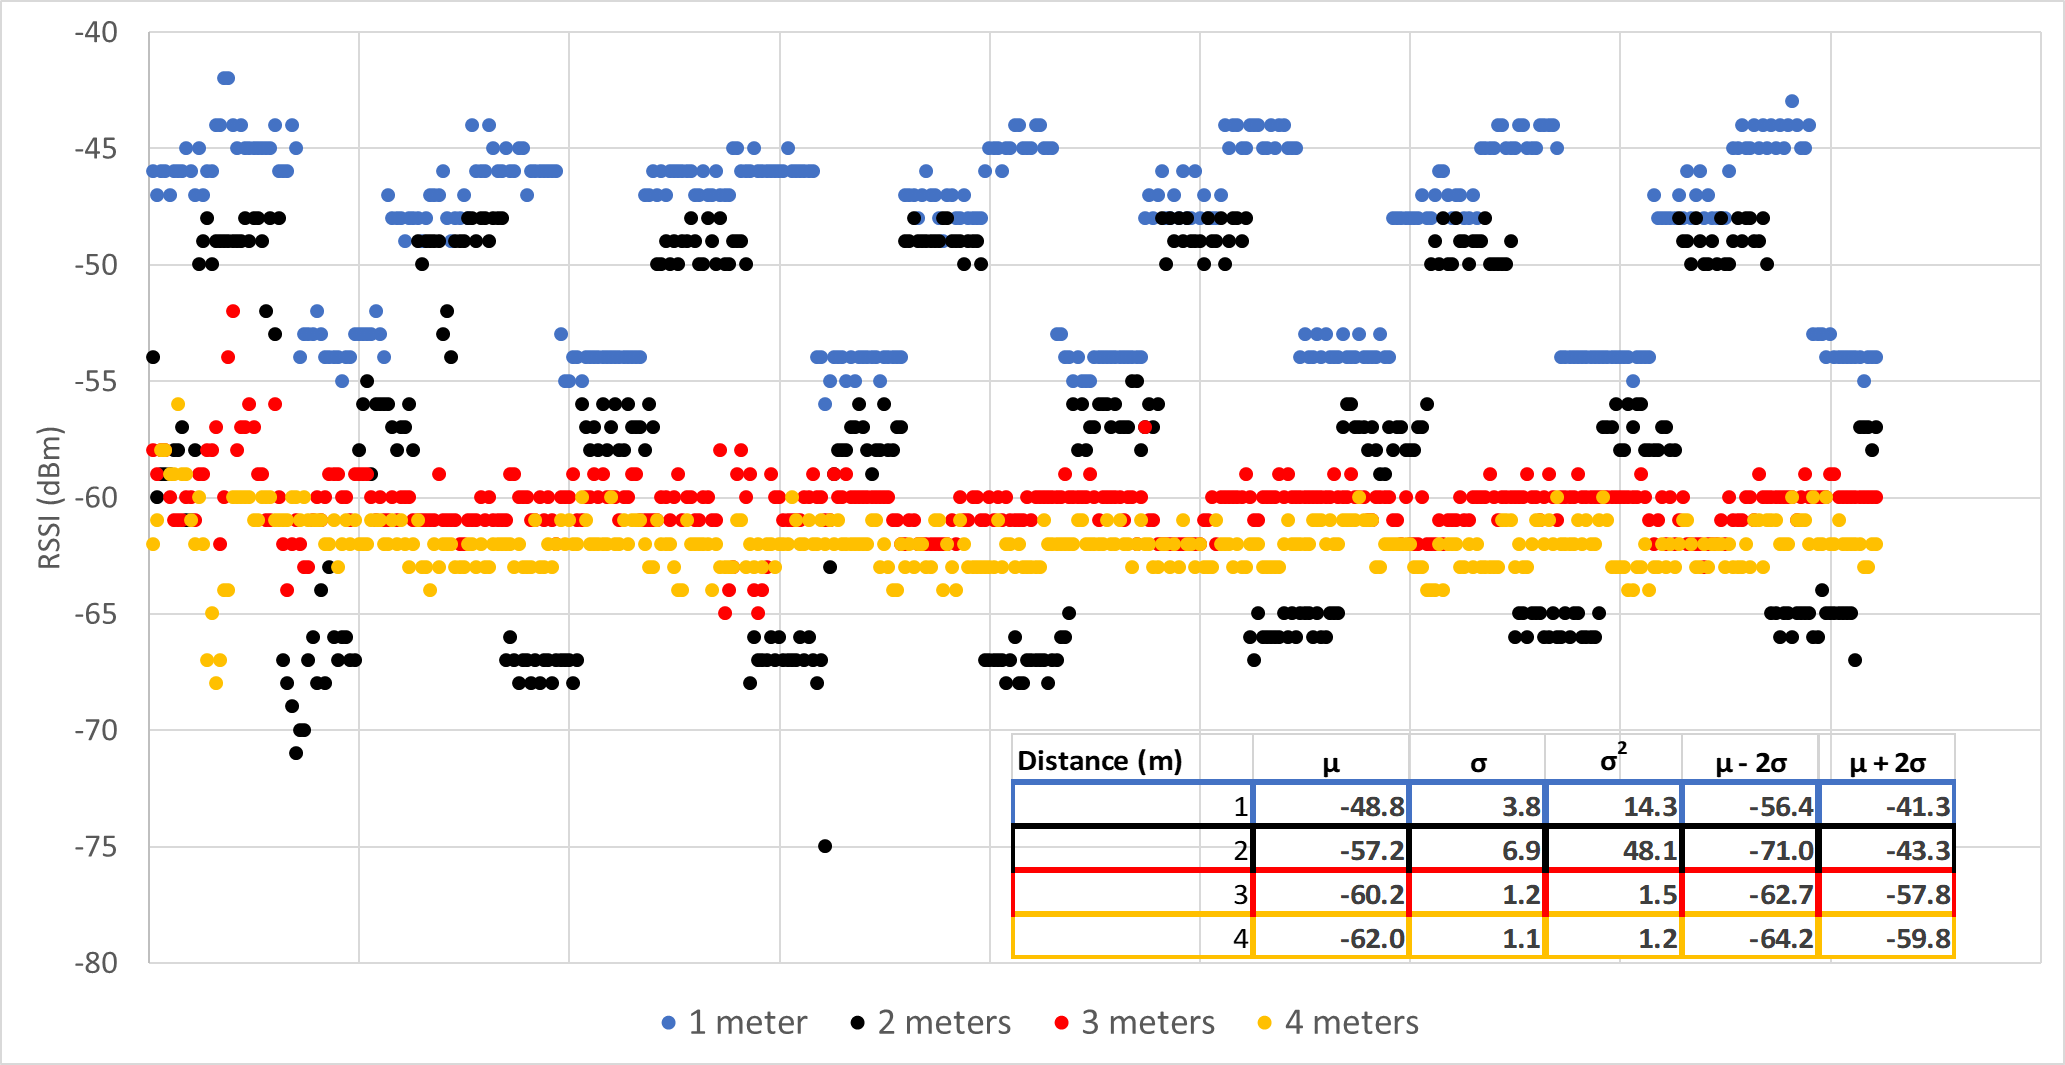 -40
-45
-50
-55
-60
-65
-70
-75
-80
RSSI (dBm)
Distance (m) μ σ σ² μ - 2σ μ + 2σ
1 -48.8 3.8 14.3 -56.4 -41.3
2 -57.2 6.9 48.1 -71.0 -43.3
3 -60.2 1.2 1.5 -62.7 -57.8
4 -62.0 1.1 1.2 -64.2 -59.8
1 meter 2 meters 3 meters 4 meters